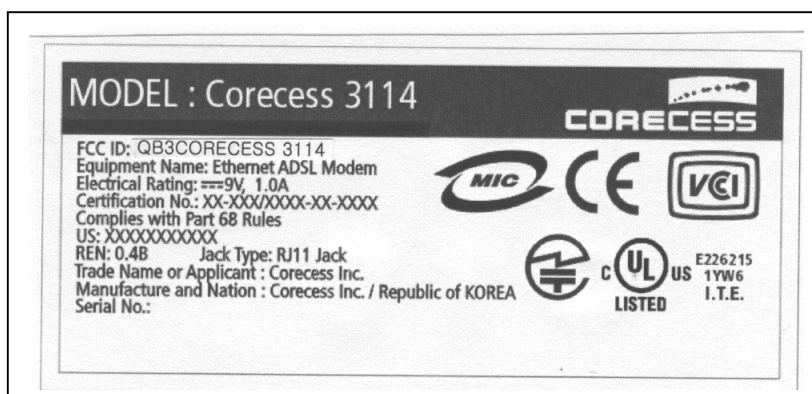 MODEL : Corecess 3114
CORECESS
FCC ID: QB3CORECESS 3114
Equipment Name: Ethernet ADSL Modem
Electrical Rating: ⎓9V, 1.0A
Certification No.: XX-XXX/XXXX-XX-XXXX
Complies with Part 68 Rules
US: XXXXXXXXXXX
REN: 0.4B Jack Type: RJ11 Jack
Trade Name or Applicant : Corecess Inc.
Manufacture and Nation : Corecess Inc. / Republic of KOREA
Serial No.:
MIC
CE
VCI
C UL US
LISTED
E226215
1YW6
I.T.E.